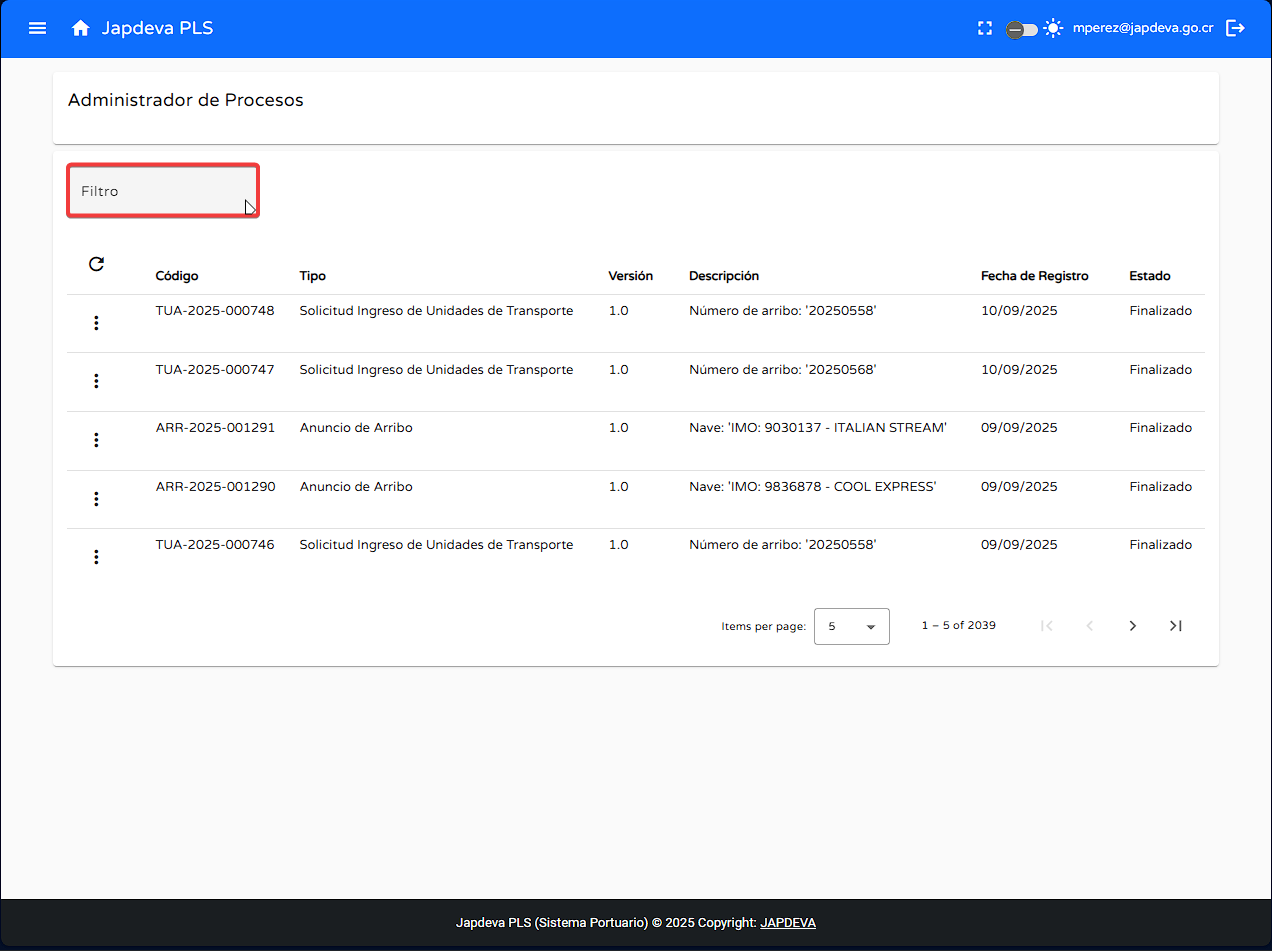 Japdeva PLS
mperez@japdeva.go.cr
Administrador de Procesos
Filtro
Código Tipo Versión Descripción Fecha de Registro Estado
TUA-2025-000748 Solicitud Ingreso de Unidades de Transporte 1.0 Número de arribo: '20250558' 10/09/2025 Finalizado
TUA-2025-000747 Solicitud Ingreso de Unidades de Transporte 1.0 Número de arribo: '20250568' 10/09/2025 Finalizado
ARR-2025-001291 Anuncio de Arribo 1.0 Nave: 'IMO: 9030137 - ITALIAN STREAM' 09/09/2025 Finalizado
ARR-2025-001290 Anuncio de Arribo 1.0 Nave: 'IMO: 9836878 - COOL EXPRESS' 09/09/2025 Finalizado
TUA-2025-000746 Solicitud Ingreso de Unidades de Transporte 1.0 Número de arribo: '20250558' 09/09/2025 Finalizado
Items per page: 5 1 – 5 of 2039
Japdeva PLS (Sistema Portuario) © 2025 Copyright: JAPDEVA